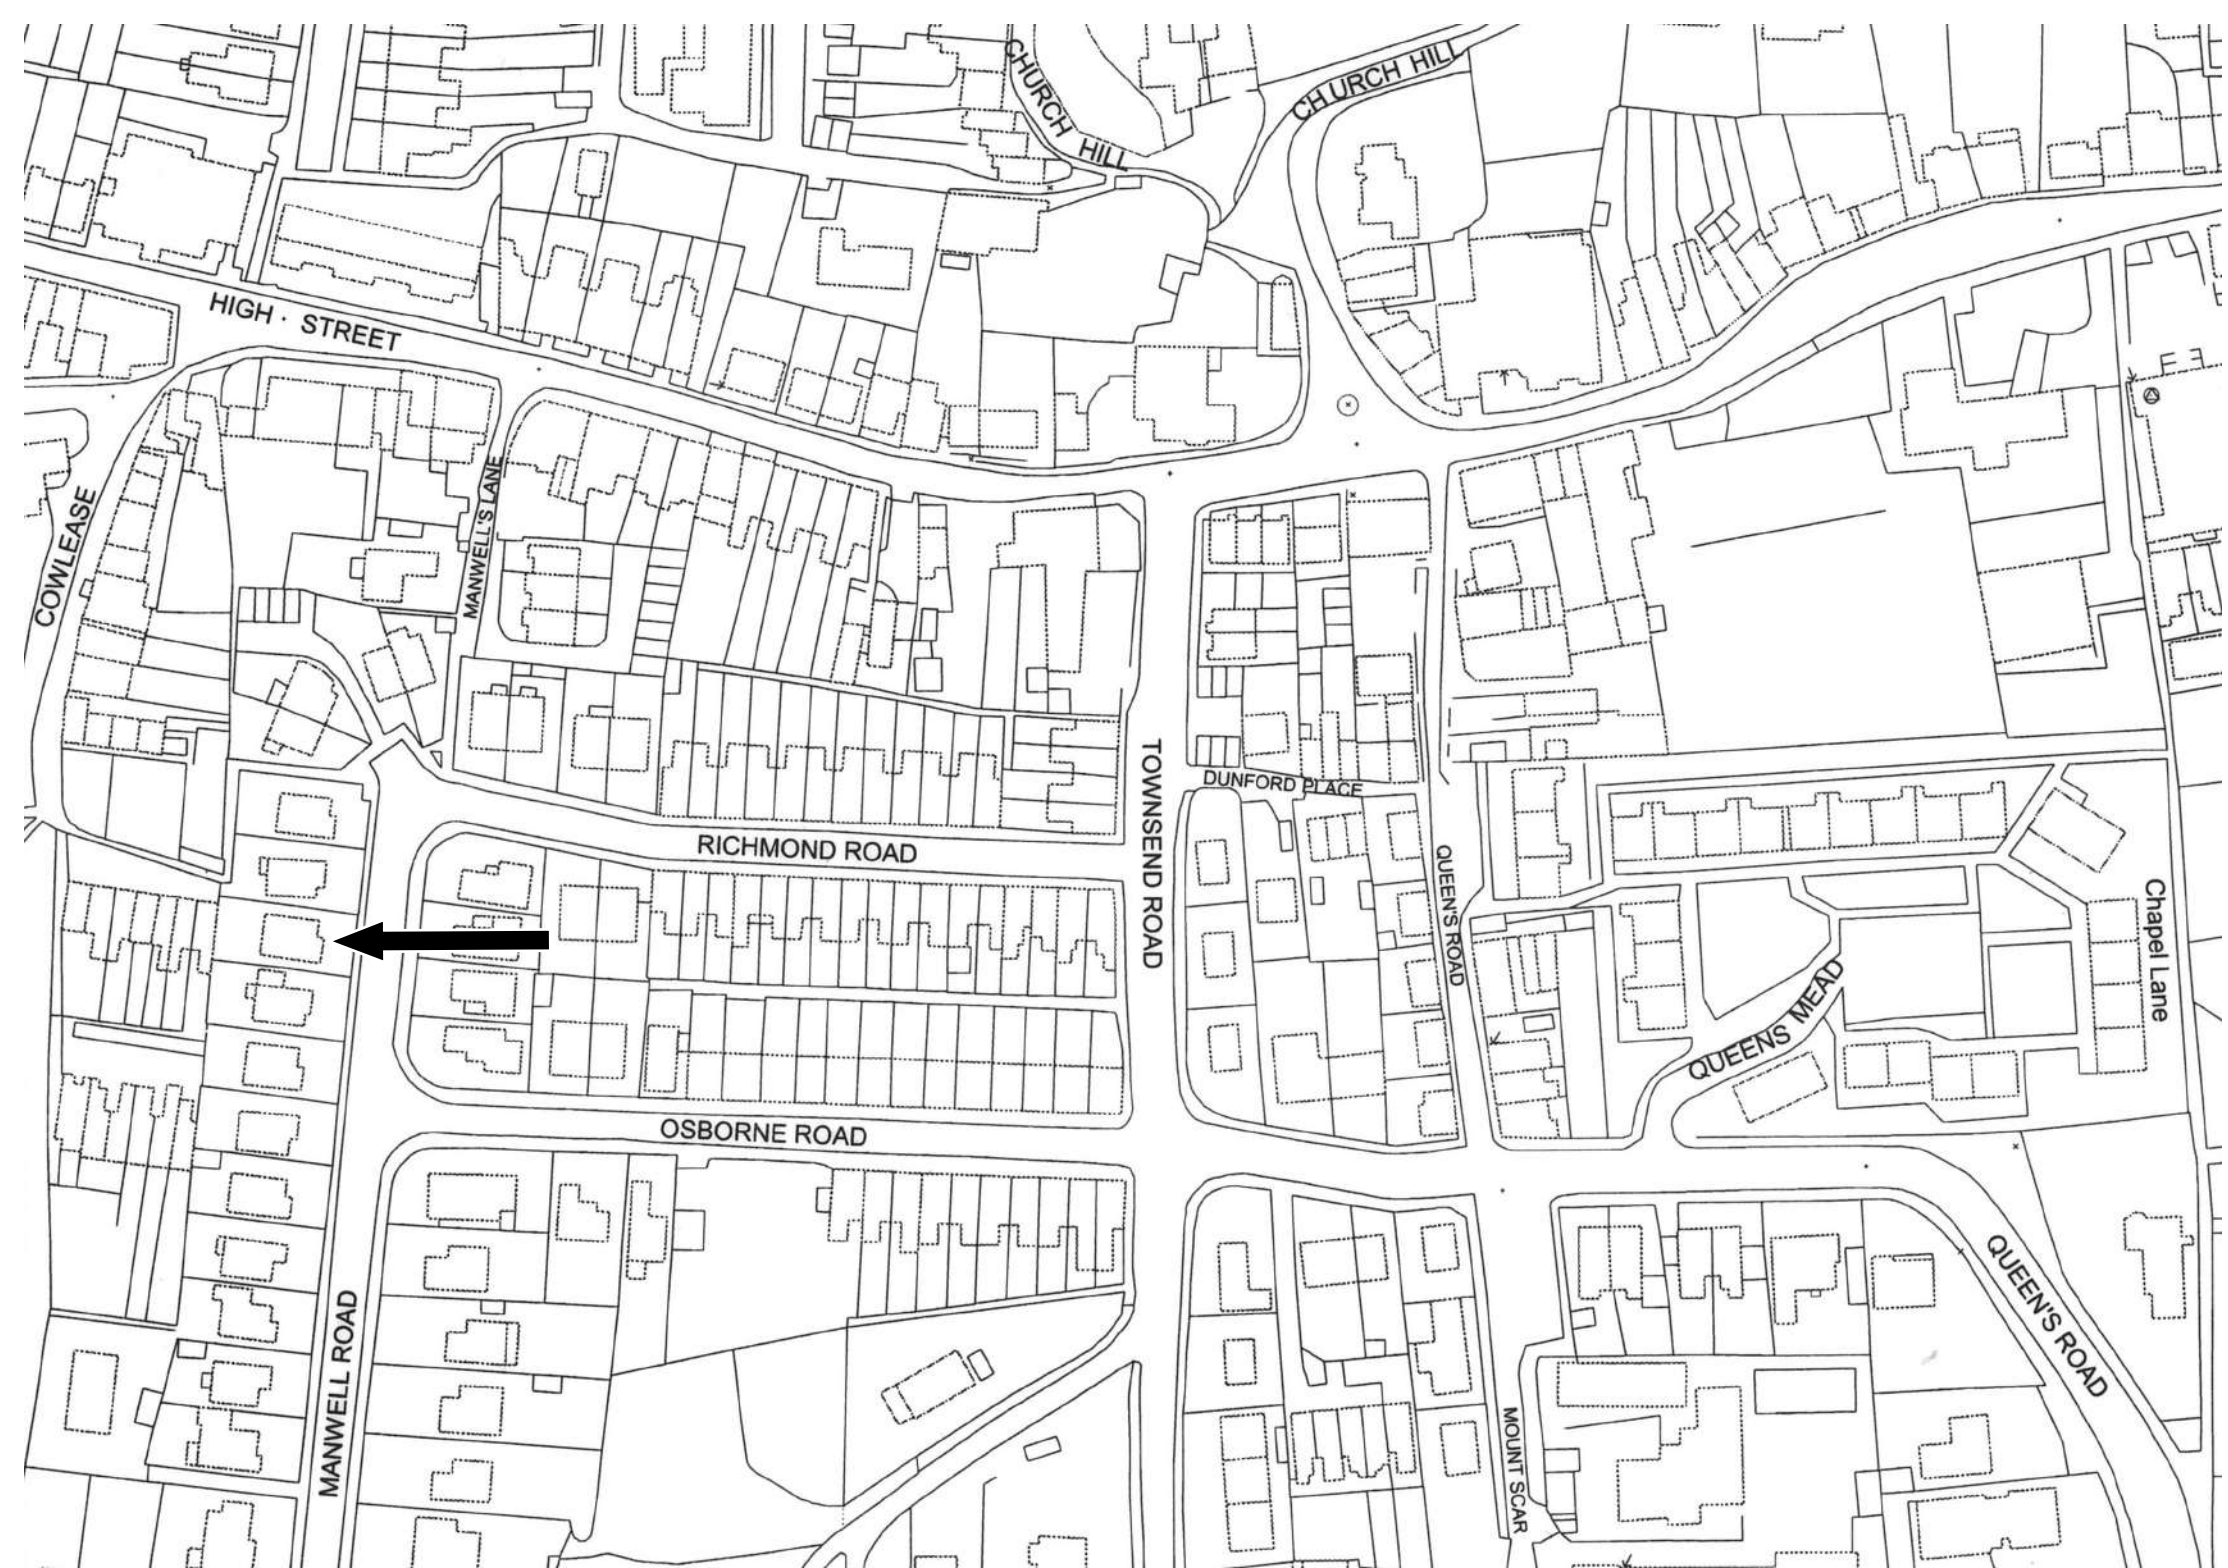 CHURCH HILL
CHURCH HILL
HIGH STREET
MANWELL'S LANE
COWLEASE
TOWNSEND ROAD
DUNFORD PLACE
RICHMOND ROAD
QUEEN'S ROAD
Chapel Lane
QUEENS MEAD
OSBORNE ROAD
QUEEN'S ROAD
MANWELL ROAD
MOUNT SCAR